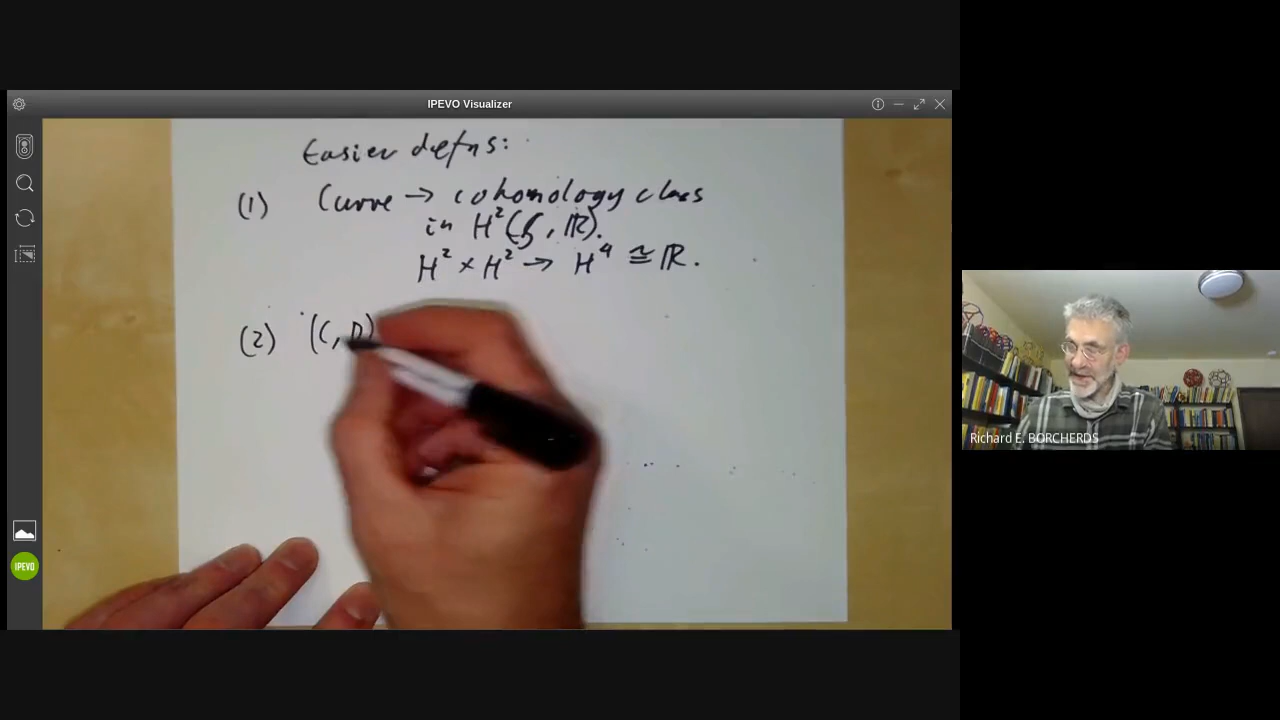 IPEVO Visualizer
Easier defns:
(1) Curve → cohomology class
in H²(S, ℝ).
H² × H² → H⁴ ≅ ℝ.
(2) (C, D)
IPEVO
Richard E. BORCHERDS